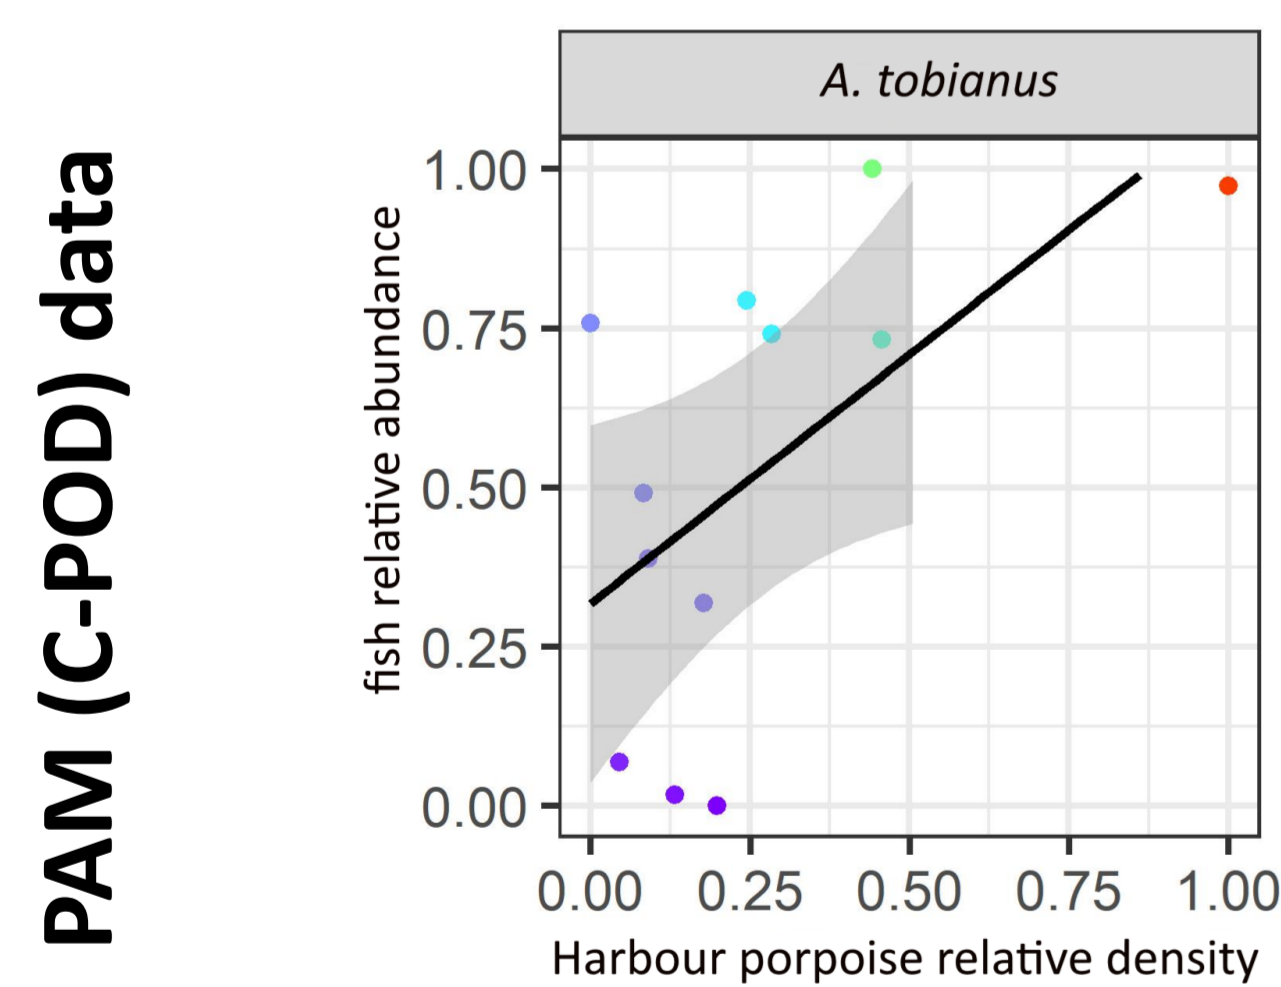 PAM (C-POD) data
A. tobianus
fish relative abundance
1.00
0.75
0.50
0.25
0.00
0.00 0.25 0.50 0.75 1.00
Harbour porpoise relative density